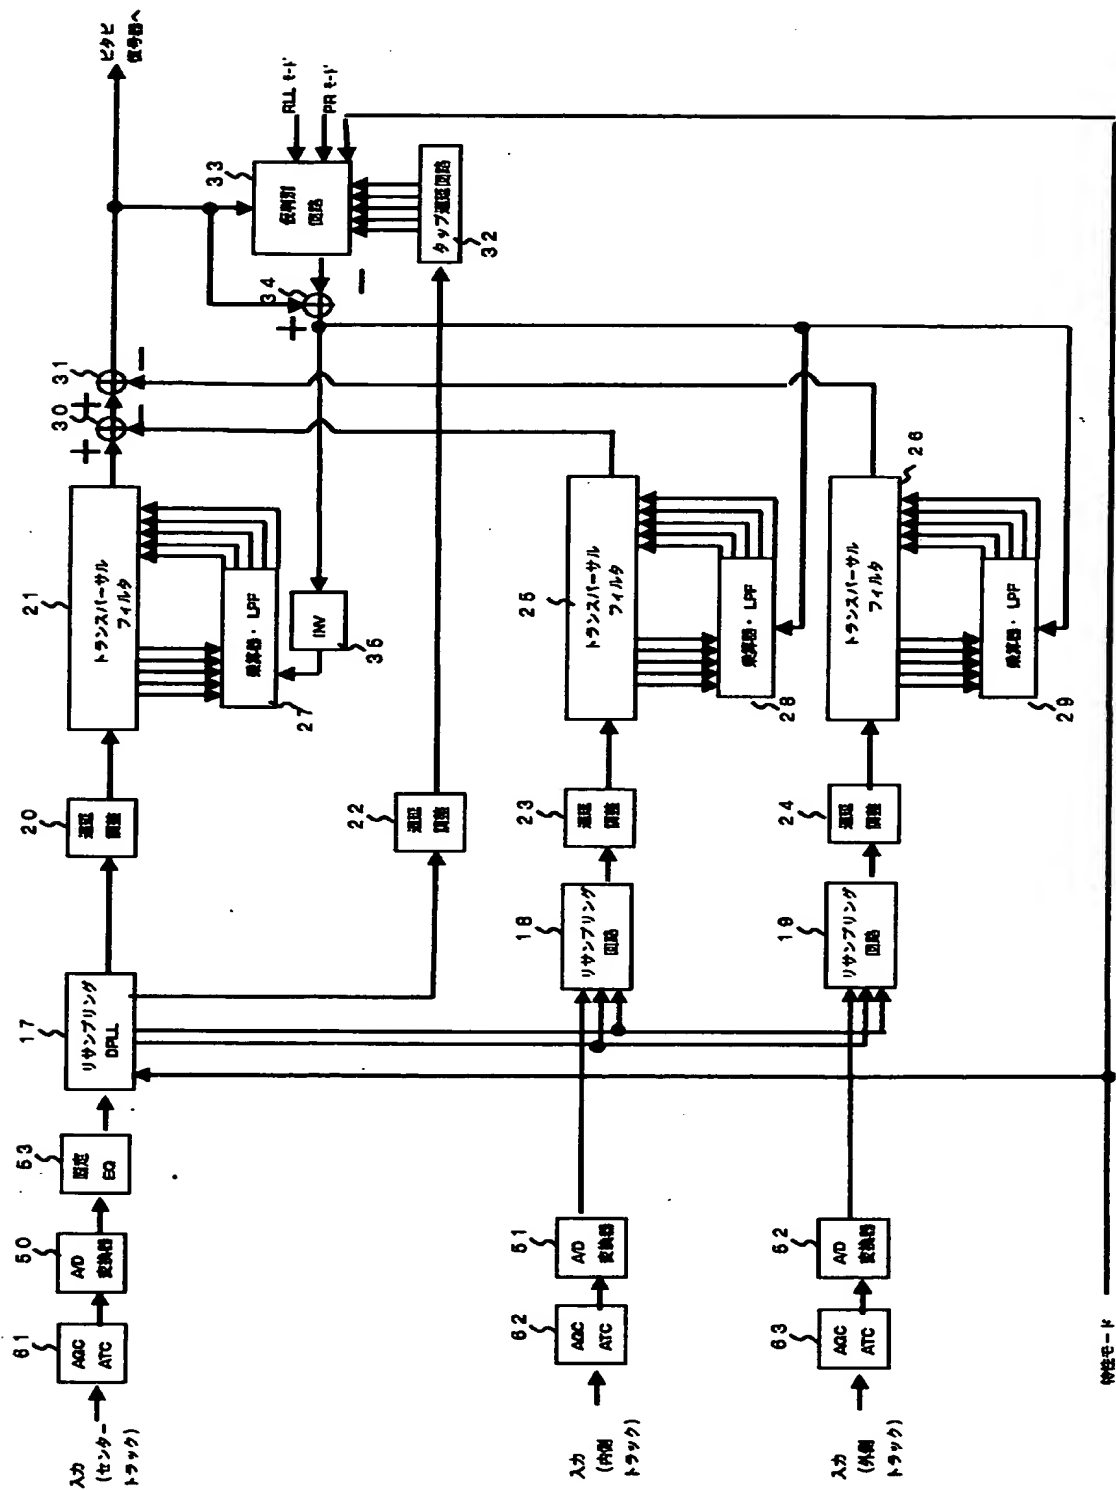 入力
(センター
トラック)
61
AGC
ATC
50
A/D
変換器
53
固定
EQ
17
リサンプリング
DPLL
20
遅延
調整
21
トランスバーサル
フィルタ
27
乗算器・LPF
INV
35
30
+
-
31
+
-
ビタビ
復号器へ
33
仮判別
回路
RLL モード
PR モード
34
+
-
タップ遅延回路
32
22
遅延
調整
入力
(内側
トラック)
62
AGC
ATC
51
A/D
変換器
18
リサンプリング
回路
23
遅延
調整
25
トランスバーサル
フィルタ
28
乗算器・LPF
入力
(外側
トラック)
63
AGC
ATC
52
A/D
変換器
19
リサンプリング
回路
24
遅延
調整
26
トランスバーサル
フィルタ
29
乗算器・LPF
特性モード